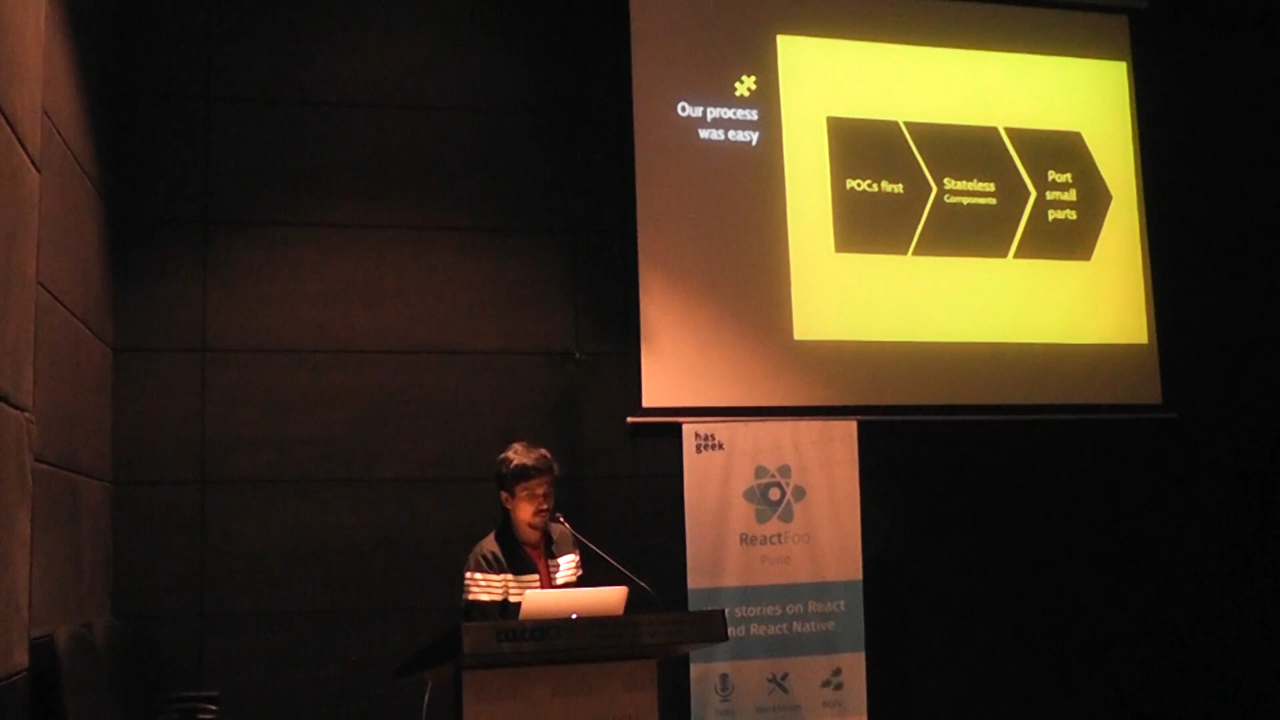 Our process
was easy
POCs first
Stateless
Components
Port
small
parts
has
geek
ReactFoo
Pune
stories on React
React Native